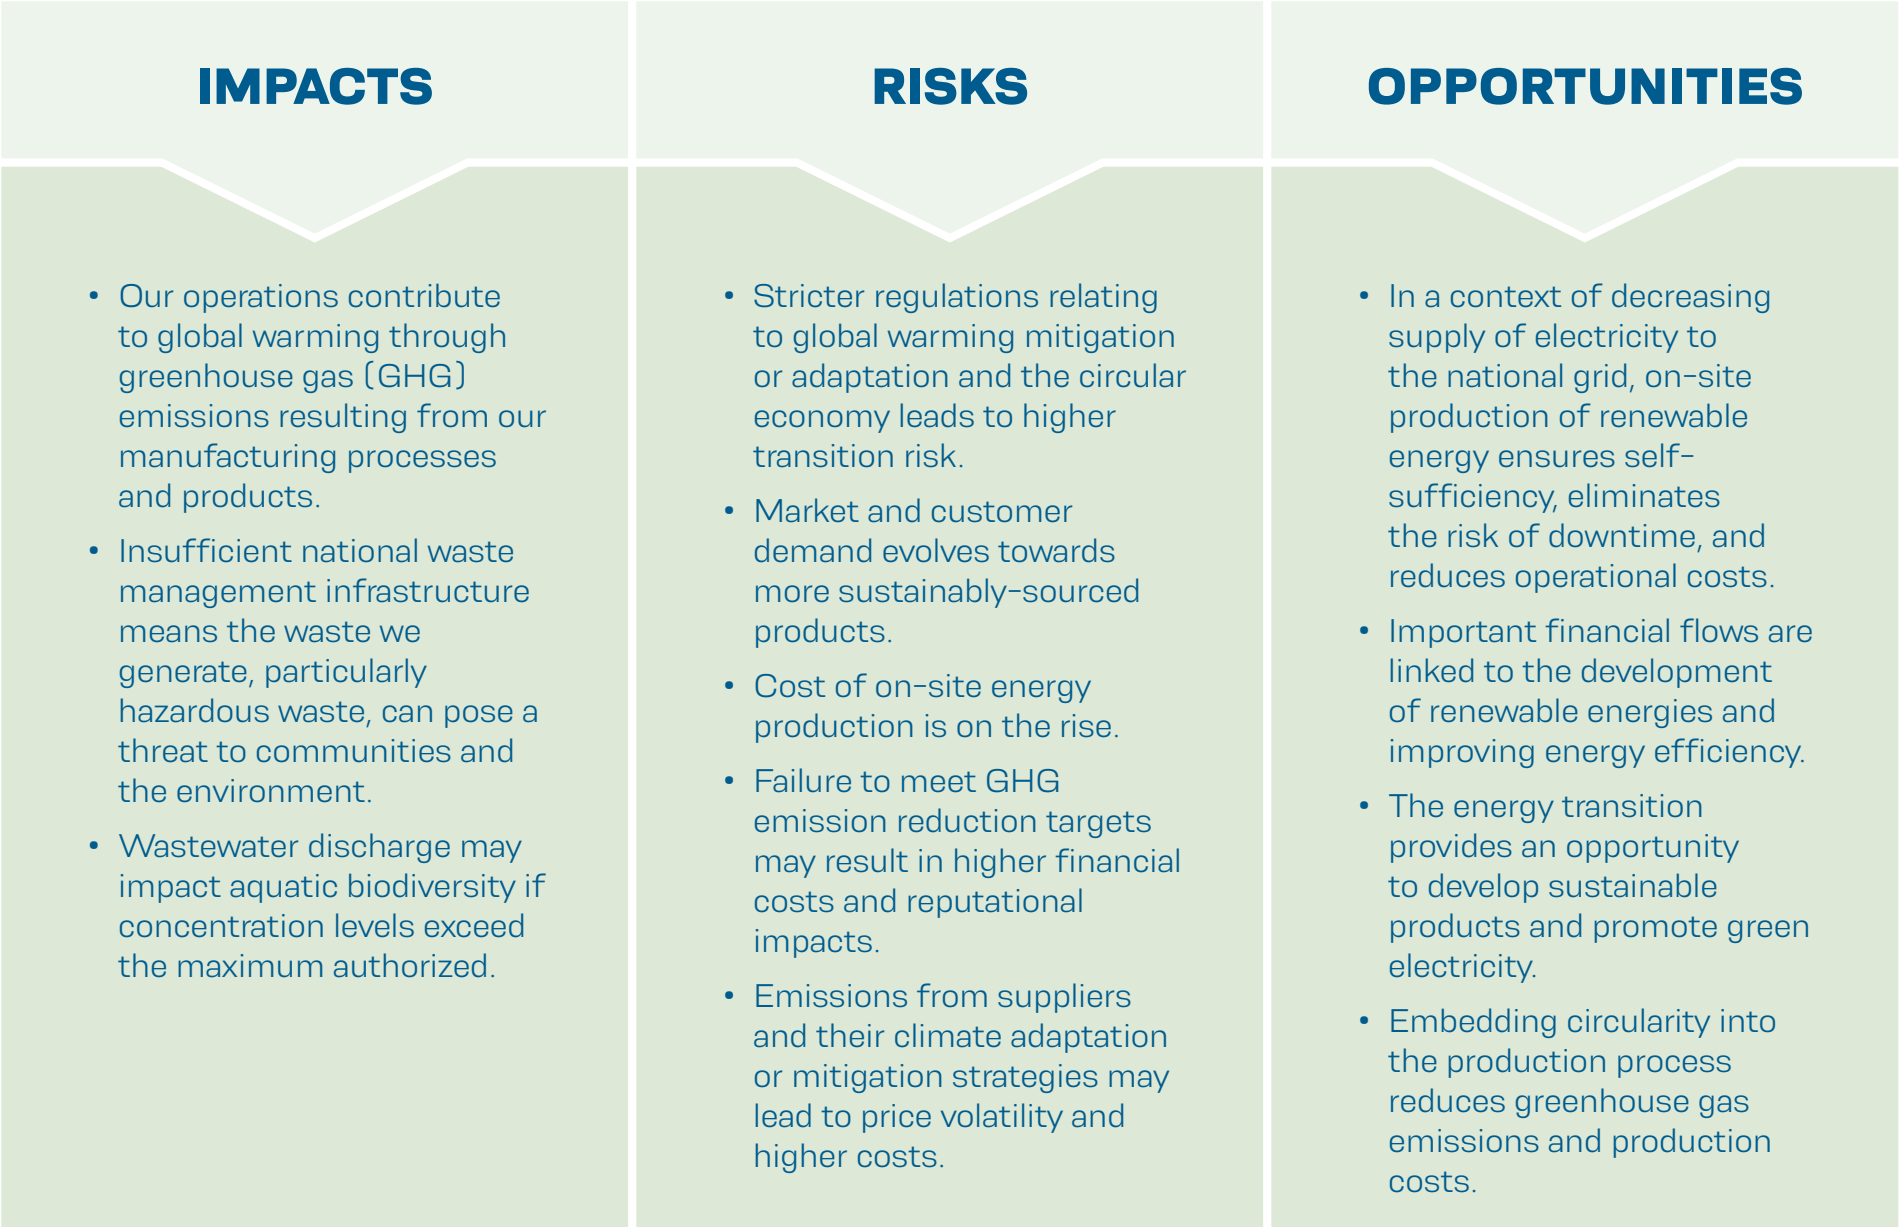 IMPACTS
• Our operations contribute
to global warming through
greenhouse gas (GHG)
emissions resulting from our
manufacturing processes
and products.
• Insufficient national waste
management infrastructure
means the waste we
generate, particularly
hazardous waste, can pose a
threat to communities and
the environment.
• Wastewater discharge may
impact aquatic biodiversity if
concentration levels exceed
the maximum authorized.
RISKS
• Stricter regulations relating
to global warming mitigation
or adaptation and the circular
economy leads to higher
transition risk.
• Market and customer
demand evolves towards
more sustainably-sourced
products.
• Cost of on-site energy
production is on the rise.
• Failure to meet GHG
emission reduction targets
may result in higher financial
costs and reputational
impacts.
• Emissions from suppliers
and their climate adaptation
or mitigation strategies may
lead to price volatility and
higher costs.
OPPORTUNITIES
• In a context of decreasing
supply of electricity to
the national grid, on-site
production of renewable
energy ensures self-
sufficiency, eliminates
the risk of downtime, and
reduces operational costs.
• Important financial flows are
linked to the development
of renewable energies and
improving energy efficiency.
• The energy transition
provides an opportunity
to develop sustainable
products and promote green
electricity.
• Embedding circularity into
the production process
reduces greenhouse gas
emissions and production
costs.